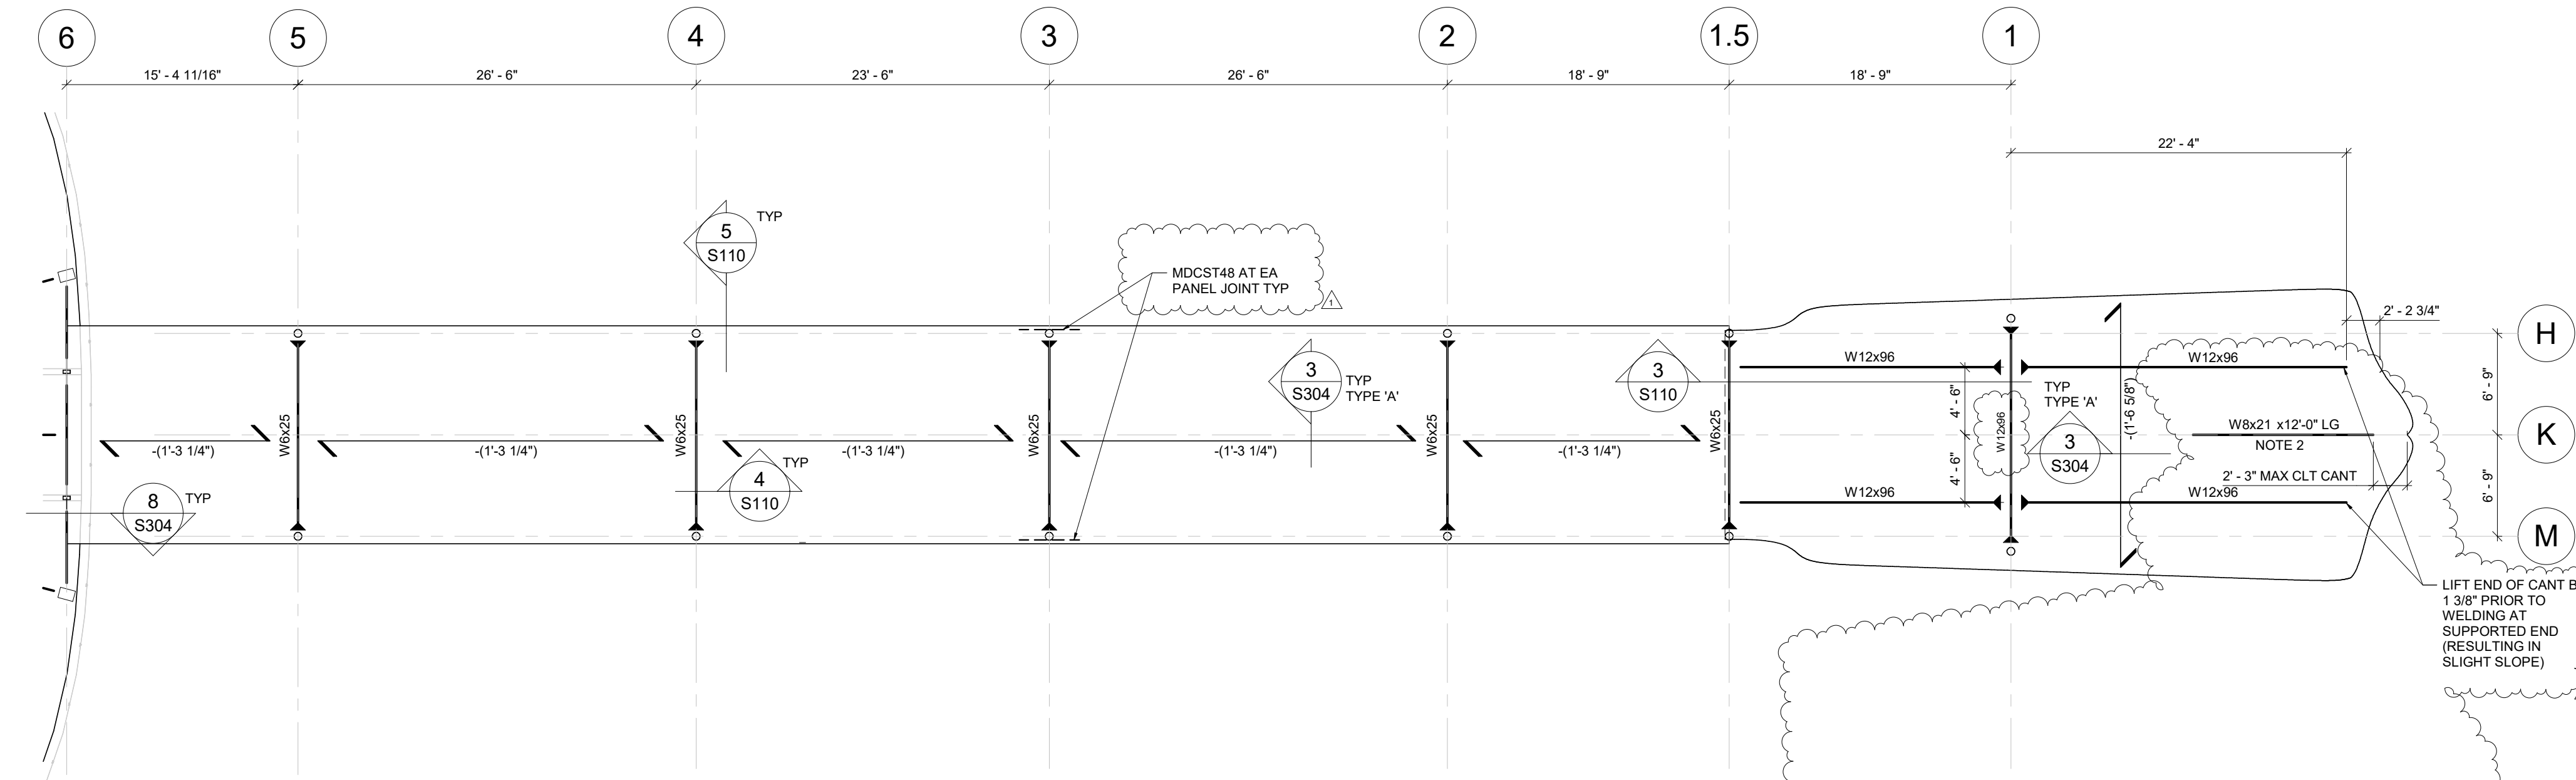 6
5
4
3
2
1.5
1
15' - 4 11/16"
26' - 6"
23' - 6"
26' - 6"
18' - 9"
18' - 9"
22' - 4"
5
S110
TYP
MDCST48 AT EA
PANEL JOINT TYP
1
2' - 2 3/4"
H
K
M
6' - 9"
6' - 9"
3
S304
TYP
TYPE 'A'
3
S110
W12x96
W12x96
TYP
TYPE 'A'
3
S304
4' - 6"
4' - 6"
W12x96
-(1'-6 5/8")
W6x25
W6x25
W6x25
W6x25
W6x25
-(1'-3 1/4")
-(1'-3 1/4")
-(1'-3 1/4")
-(1'-3 1/4")
-(1'-3 1/4")
W8x21 x12'-0" LG
NOTE 2
2' - 3" MAX CLT CANT
W12x96
W12x96
8
S304
TYP
4
S110
TYP
LIFT END OF CANT B
1 3/8" PRIOR TO
WELDING AT
SUPPORTED END
(RESULTING IN
SLIGHT SLOPE)